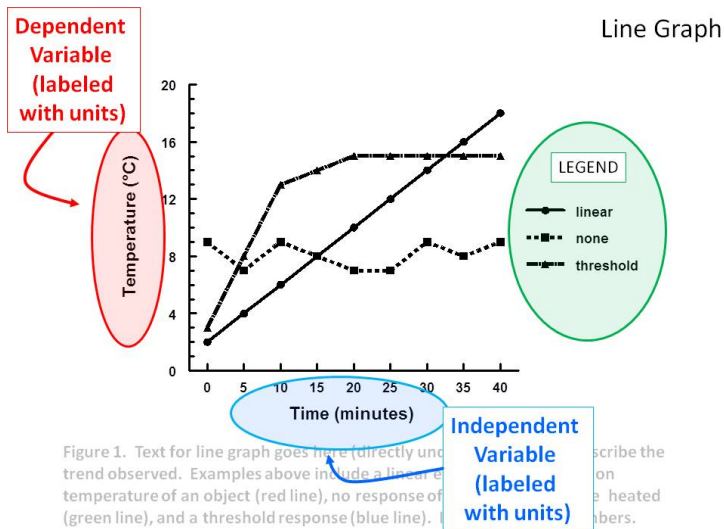 Line Graph
Dependent
Variable
(labeled
with units)
20
16
12
8
4
0
Temperature (°C)
0 5 10 15 20 25 30 35 40
Time (minutes)
LEGEND
linear
none
threshold
Independent
Variable
(labeled
with units)
Figure 1. Text for line graph goes here (directly scribe the
trend observed. Examples above include a linear on
temperature of an object (red line), no response of heated
(green line), and a threshold response (blue line).